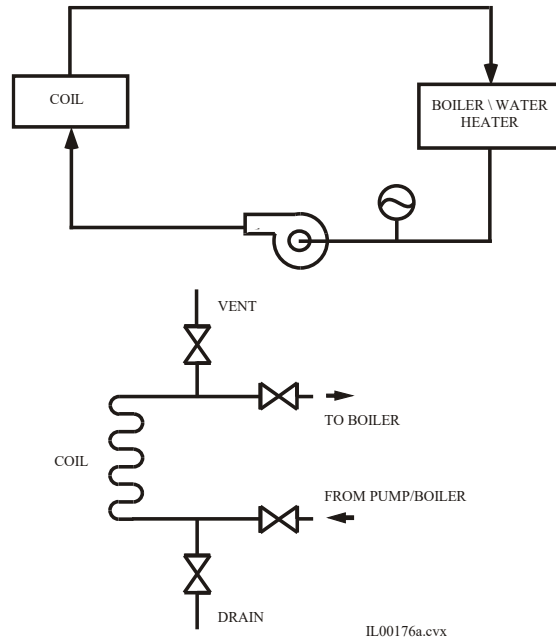 COIL
BOILER \ WATER
HEATER
VENT
TO BOILER
COIL
FROM PUMP/BOILER
DRAIN
IL00176a.cvx